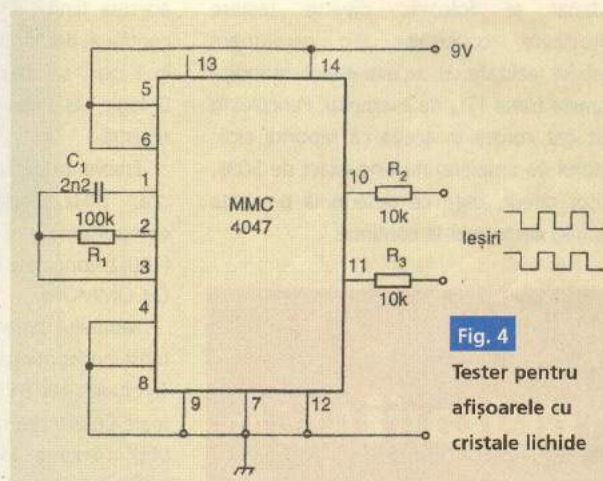 13
14
9V
5
6
C₁
2n2
1
100k
2
R₁
3
4
8
MMC
4047
10
R₂
10k
11
R₃
10k
9
7
12
Ieșiri
Fig. 4
Tester pentru
afișoarele cu
cristale lichide